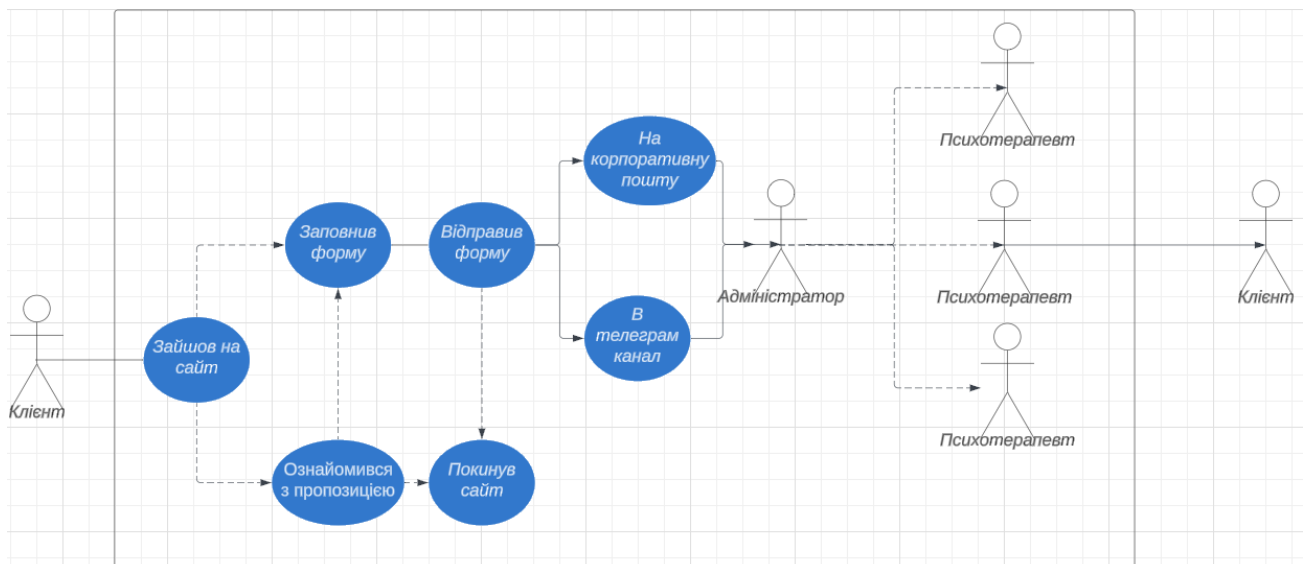 Клієнт
Зайшов на
сайт
Заповнив
форму
Ознайомився
з пропозицією
Відправив
форму
Покинув
сайт
На
корпоративну
пошту
В
телеграм
канал
Адміністратор
Психотерапевт
Психотерапевт
Психотерапевт
Клієнт